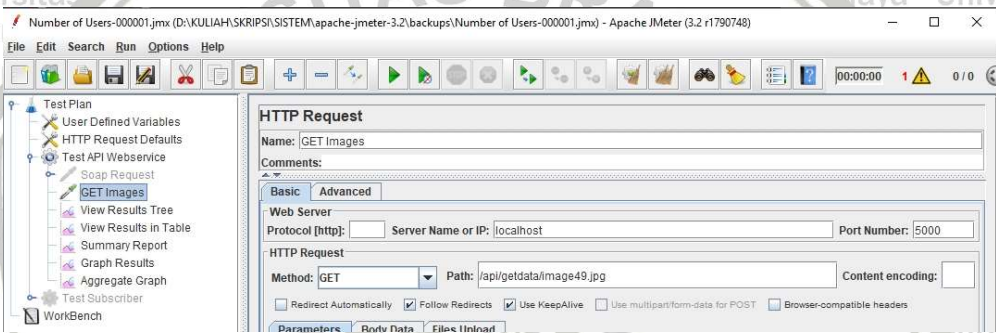 Number of Users-000001.jmx (D:\KULIAH\SKRIPSI\SISTEM\apache-jmeter-3.2\backups\Number of Users-000001.jmx) - Apache JMeter (3.2 r1790748)
File Edit Search Run Options Help
00:00:00 1 0 / 0
Test Plan
User Defined Variables
HTTP Request Defaults
Test API Webservice
Soap Request
GET Images
View Results Tree
View Results in Table
Summary Report
Graph Results
Aggregate Graph
Test Subscriber
WorkBench
HTTP Request
Name: GET Images
Comments:
Basic Advanced
Web Server
Protocol [http]: Server Name or IP: localhost Port Number: 5000
HTTP Request
Method: GET Path: /api/getdata/image49.jpg Content encoding:
Redirect Automatically Follow Redirects Use KeepAlive Use multipart/form-data for POST Browser-compatible headers
Parameters Body Data Files Upload